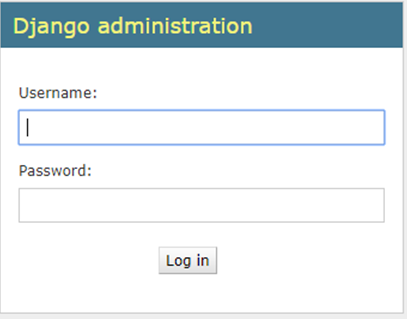 Django administration
Username:
Password:
Log in